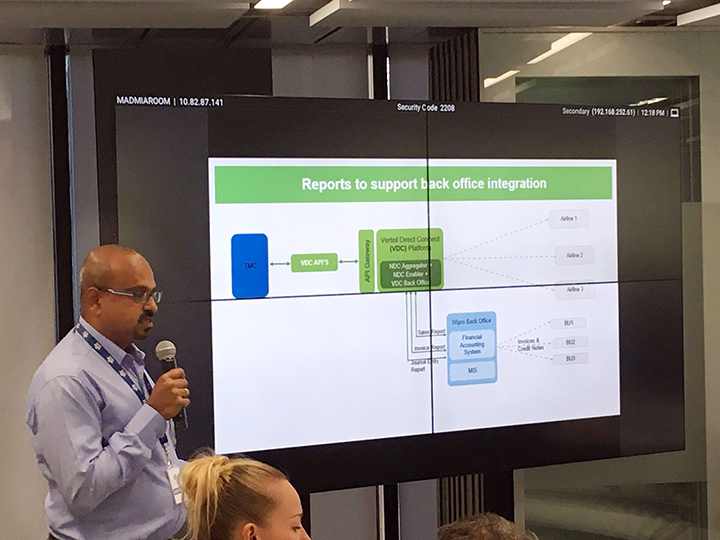 MADMIAROOM | 10.82.87.141
Security Code 2208
Secondary (192.168.252.61) | 12:18 PM |
Reports to support back office integration
TMC
VDC API'S
API Gateway
Verteil Direct Connect
(VDC) Platform
NDC Aggregator +
NDC Enabler +
VDC Back Office
Airline 1
Airline 2
Airline 3
Sales Report
Invoice Report
Journal Entry
Report
Wipro Back Office
Financial
Accounting
System
MIS
Invoices &
Credit Notes
BU1
BU2
BU3